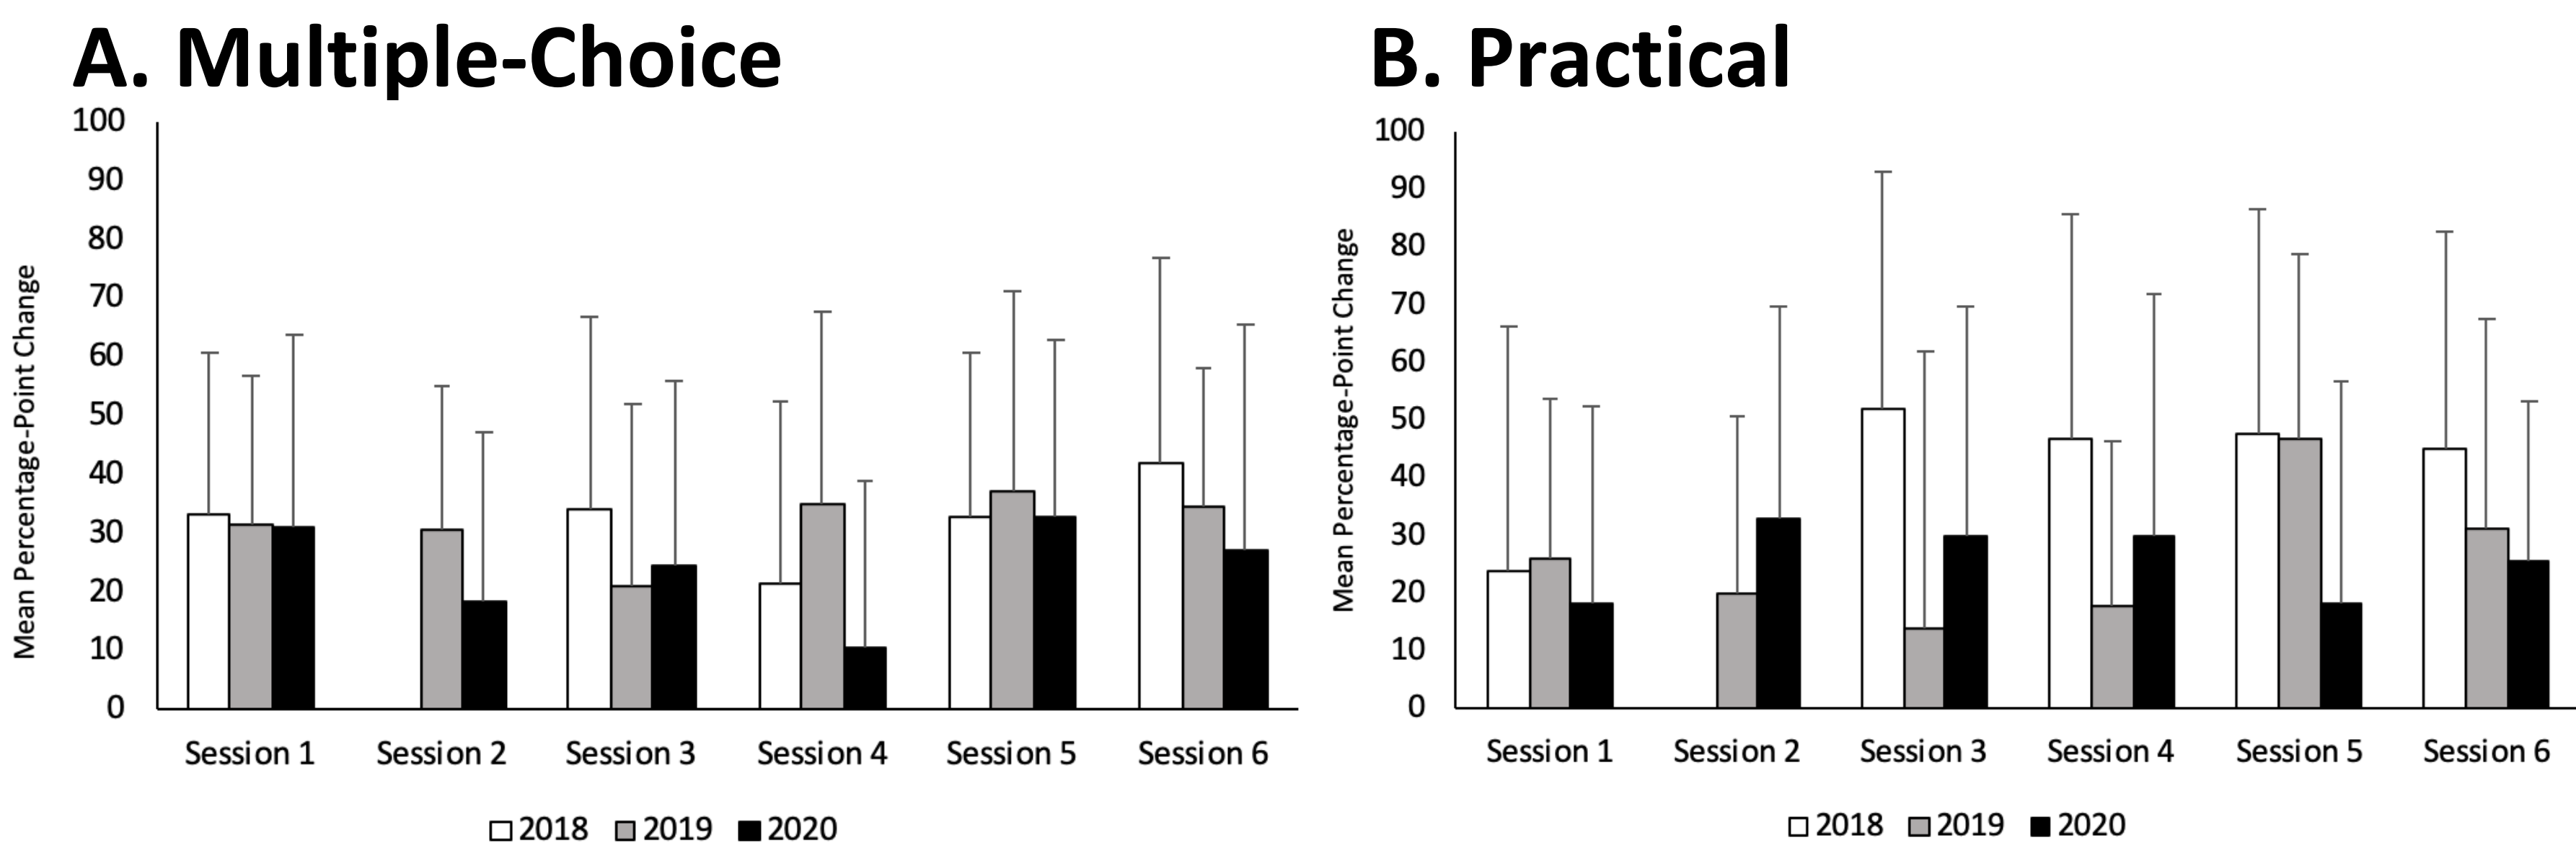 A. Multiple-Choice
Mean Percentage-Point Change
100
90
80
70
60
50
40
30
20
10
0
Session 1 Session 2 Session 3 Session 4 Session 5 Session 6
2018 2019 2020
B. Practical
Mean Percentage-Point Change
100
90
80
70
60
50
40
30
20
10
0
Session 1 Session 2 Session 3 Session 4 Session 5 Session 6
2018 2019 2020